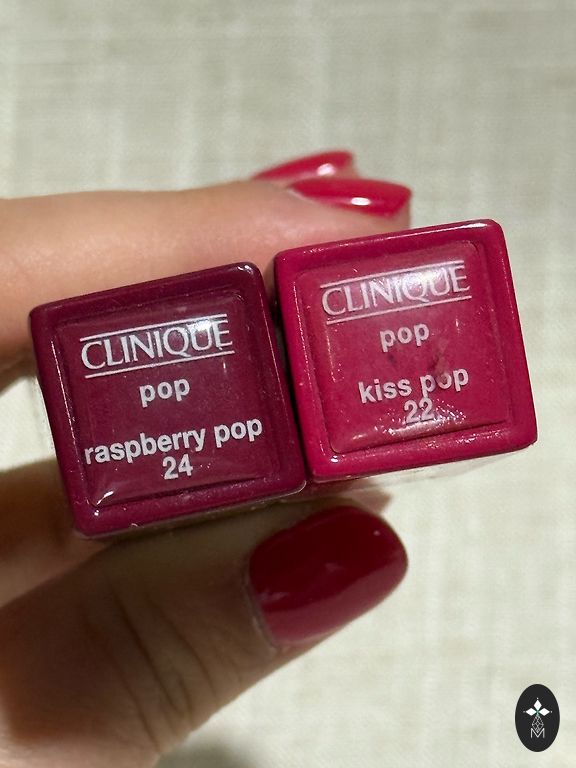 CLINIQUE
pop
raspberry pop
24
CLINIQUE
pop
kiss pop
22
M